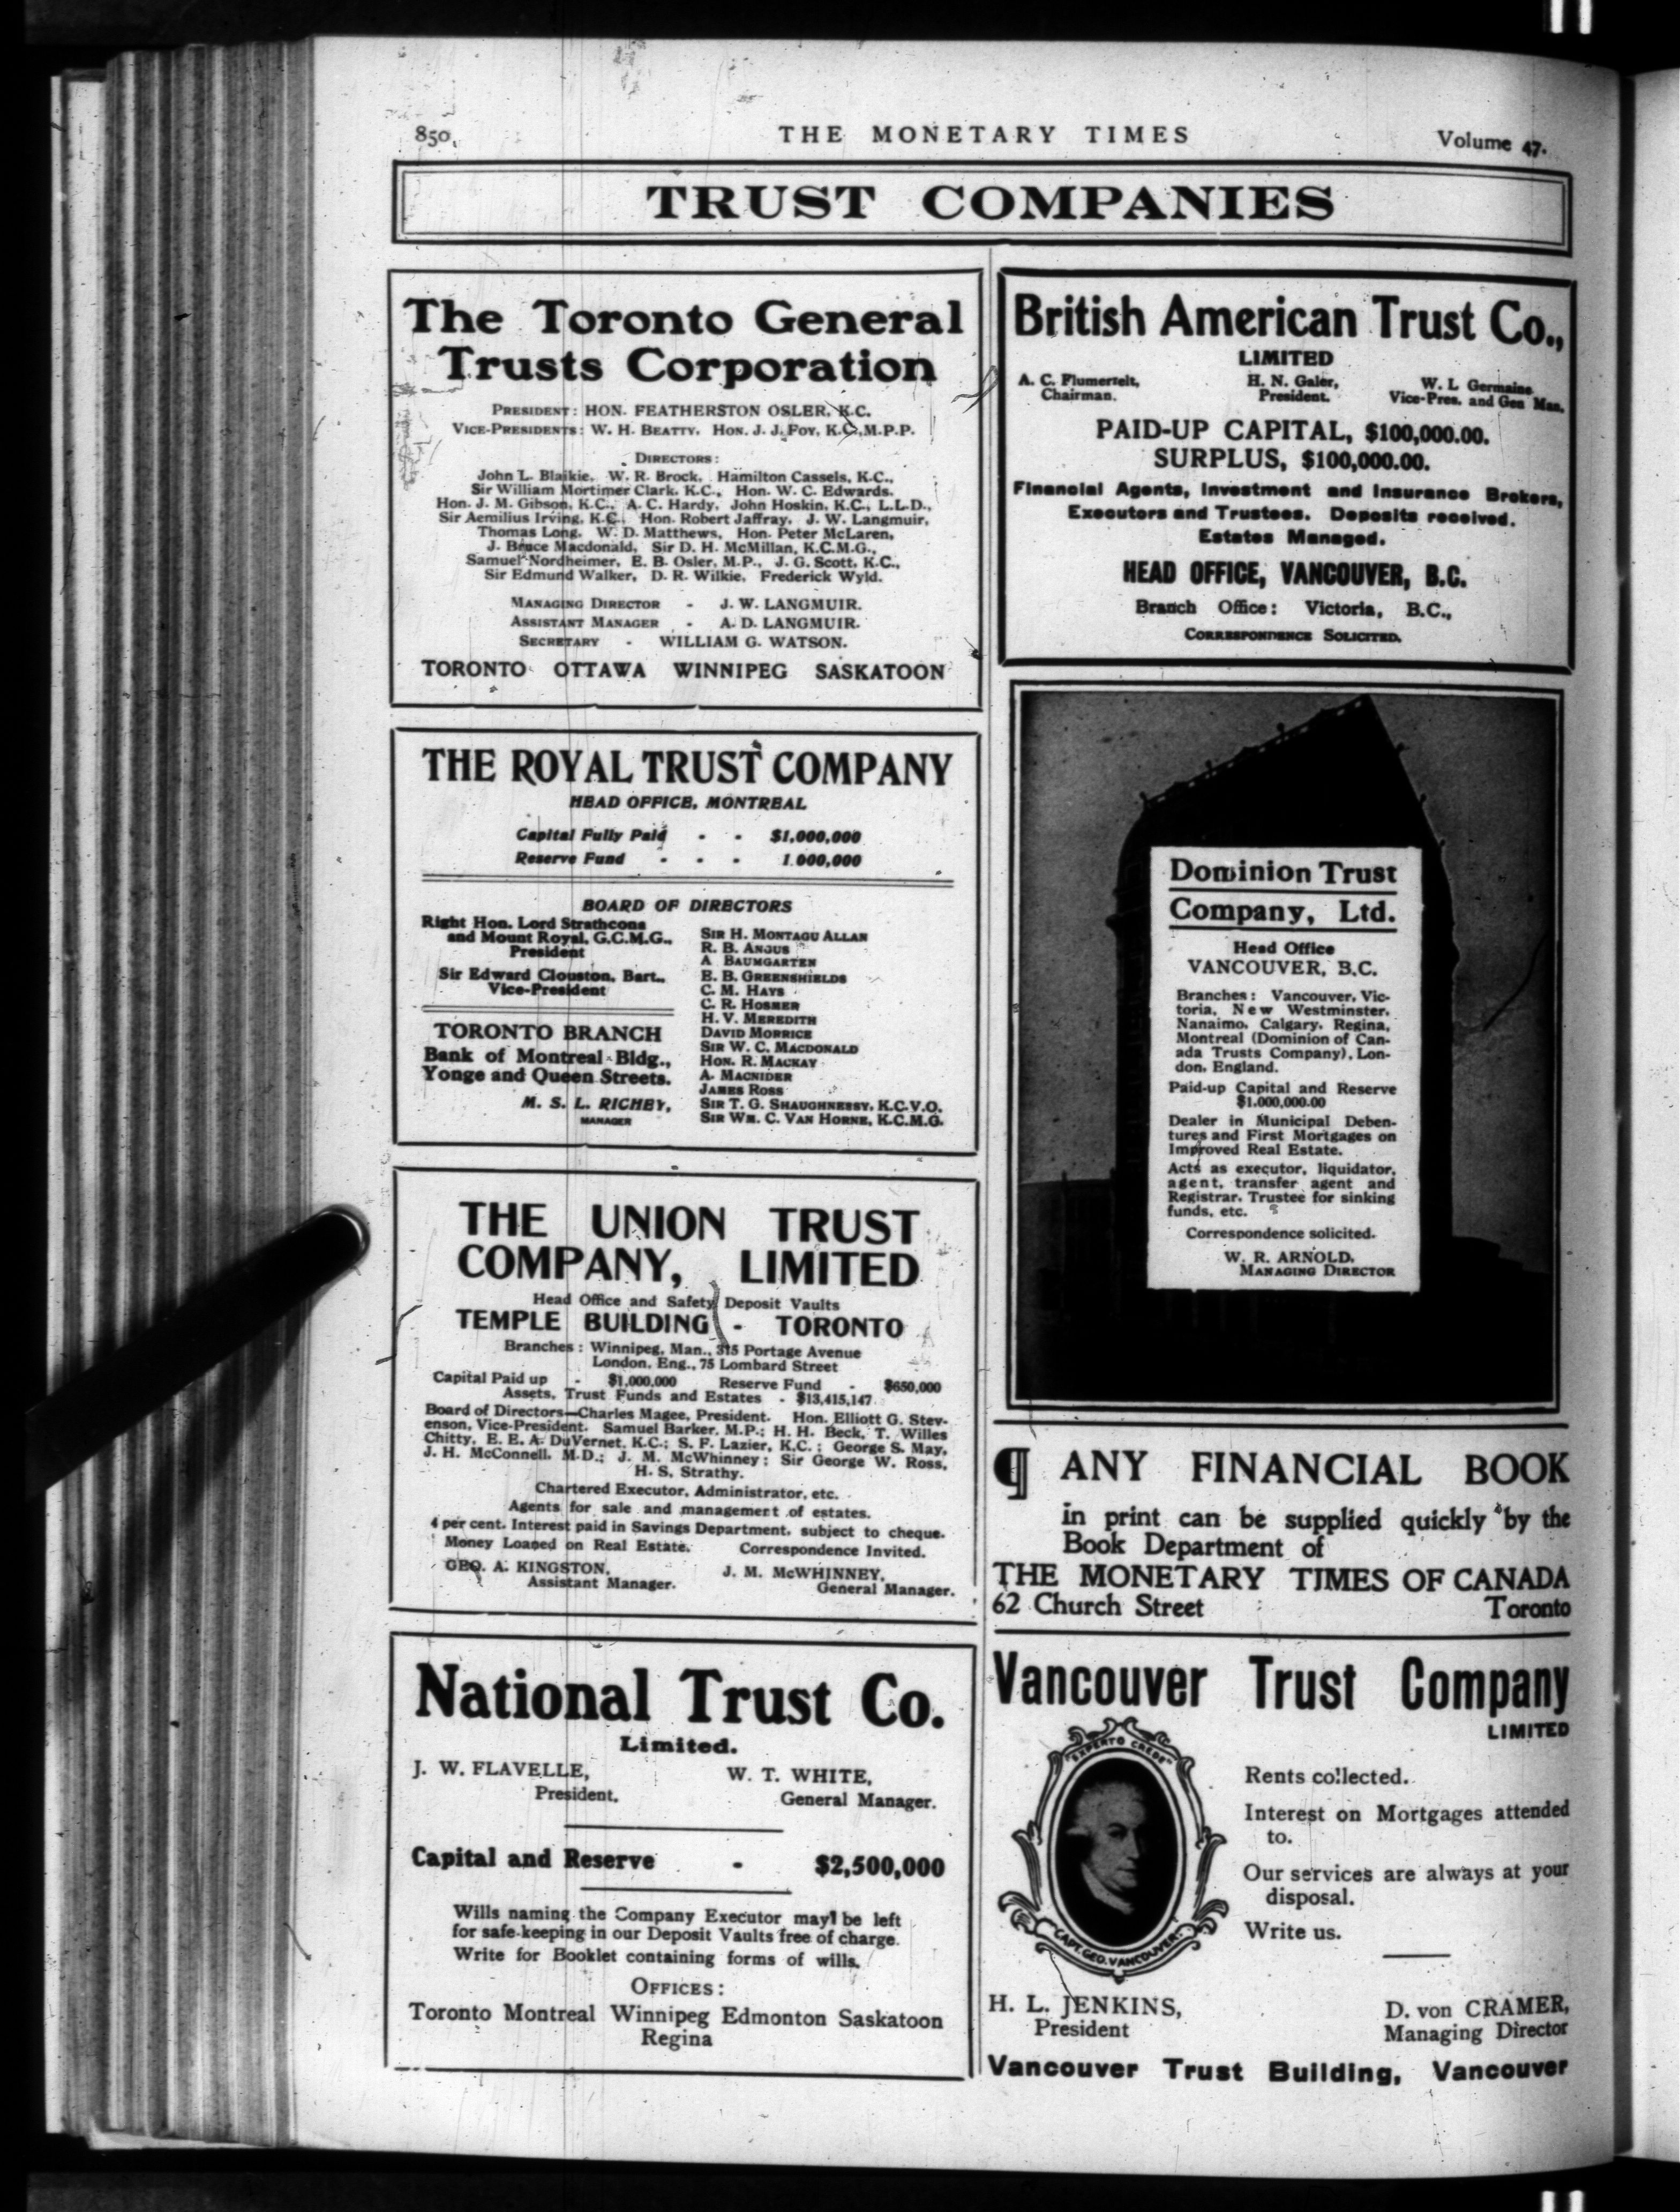 850
THE MONETARY TIMES
Volume 47.
TRUST COMPANIES
The Toronto General
Trusts Corporation
PRESIDENT: HON. FEATHERSTON OSLER, K.C.
VICE-PRESIDENTS: W. H. BEATTY, HON. J. J. FOY, K.C., M.P.P.
DIRECTORS:
John L. Blaikie, W. R. Brock, Hamilton Cassels, K.C.,
Sir William Mortimer Clark, K.C., Hon. W. C. Edwards,
Hon. J. M. Gibson, K.C., A. C. Hardy, John Hoskin, K.C., L.L.D.,
Sir Aemilius Irving, K.C., Hon. Robert Jaffray, J. W. Langmuir,
Thomas Long, W. D. Matthews, Hon. Peter McLaren,
J. Bruce Macdonald, Sir D. H. McMillan, K.C.M.G.,
Samuel Nordheimer, E. B. Osler, M.P., J. G. Scott, K.C.,
Sir Edmund Walker, D. R. Wilkie, Frederick Wyld.
MANAGING DIRECTOR - J. W. LANGMUIR.
ASSISTANT MANAGER - A. D. LANGMUIR.
SECRETARY - WILLIAM G. WATSON.
TORONTO OTTAWA WINNIPEG SASKATOON
THE ROYAL TRUST COMPANY
HEAD OFFICE, MONTREAL
Capital Fully Paid - - $1,000,000
Reserve Fund - - - 1,000,000
BOARD OF DIRECTORS
Right Hon. Lord Strathcona
and Mount Royal, G.C.M.G.,
President
Sir Edward Clouston, Bart.,
Vice-President
TORONTO BRANCH
Bank of Montreal Bldg.,
Yonge and Queen Streets.
M. S. L. RICHEY,
MANAGER
SIR H. MONTAGU ALLAN
R. B. ANGUS
A BAUMGARTEN
E. B. GREENSHIELDS
C. M. HAYS
C. R. HOSMER
H. V. MEREDITH
DAVID MORRICE
SIR W. C. MACDONALD
HON. R. MACKAY
A. MACNIDER
JAMES ROSS
SIR T. G. SHAUGHNESSY, K.C.V.O.
SIR WM. C. VAN HORNE, K.C.M.G.
THE UNION TRUST
COMPANY, LIMITED
Head Office and Safety Deposit Vaults
TEMPLE BUILDING - TORONTO
Branches: Winnipeg, Man., 315 Portage Avenue
London, Eng., 75 Lombard Street
Capital Paid up - $1,000,000 Reserve Fund - $650,000
Assets, Trust Funds and Estates - $13,415,147
Board of Directors—Charles Magee, President. Hon. Elliott G. Stev-
enson, Vice-President. Samuel Barker, M.P.; H. H. Beck, T. Willes
Chitty, E. E. A. DuVernet, K.C.; S. F. Lazier, K.C.; George S. May,
J. H. McConnell, M.D.; J. M. McWhinney; Sir George W. Ross,
H. S. Strathy.
Chartered Executor, Administrator, etc.
Agents for sale and management of estates.
4 per cent. Interest paid in Savings Department, subject to cheque.
Money Loaned on Real Estate. Correspondence Invited.
GEO. A. KINGSTON, J. M. McWHINNEY,
Assistant Manager. General Manager.
National Trust Co.
Limited.
J. W. FLAVELLE, W. T. WHITE,
President. General Manager.
Capital and Reserve - $2,500,000
Wills naming the Company Executor may be left
for safe-keeping in our Deposit Vaults free of charge.
Write for Booklet containing forms of wills.
OFFICES:
Toronto Montreal Winnipeg Edmonton Saskatoon
Regina
British American Trust Co.,
LIMITED
A. C. Flumerfelt, H. N. Galer, W. L Germaine
Chairman. President. Vice-Pres. and Gen Man.
PAID-UP CAPITAL, $100,000.00.
SURPLUS, $100,000.00.
Financial Agents, Investment and Insurance Brokers,
Executors and Trustees. Deposits received.
Estates Managed.
HEAD OFFICE, VANCOUVER, B.C.
Branch Office: Victoria, B.C.,
CORRESPONDENCE SOLICITED.
Dominion Trust
Company, Ltd.
Head Office
VANCOUVER, B.C.
Branches: Vancouver, Vic-
toria, New Westminster,
Nanaimo, Calgary, Regina,
Montreal (Dominion of Can-
ada Trusts Company), Lon-
don, England.
Paid-up Capital and Reserve
$1,000,000.00
Dealer in Municipal Deben-
tures and First Mortgages on
Improved Real Estate.
Acts as executor, liquidator,
agent, transfer agent and
Registrar. Trustee for sinking
funds, etc.
Correspondence solicited.
W. R. ARNOLD,
MANAGING DIRECTOR
¶ ANY FINANCIAL BOOK
in print can be supplied quickly by the
Book Department of
THE MONETARY TIMES OF CANADA
62 Church Street Toronto
Vancouver Trust Company
LIMITED
"EXPERTO CREDE"
CAPT. GEO. VANCOUVER.
Rents collected.
Interest on Mortgages attended
to.
Our services are always at your
disposal.
Write us.
H. L. JENKINS, D. von CRAMER,
President Managing Director
Vancouver Trust Building, Vancouver